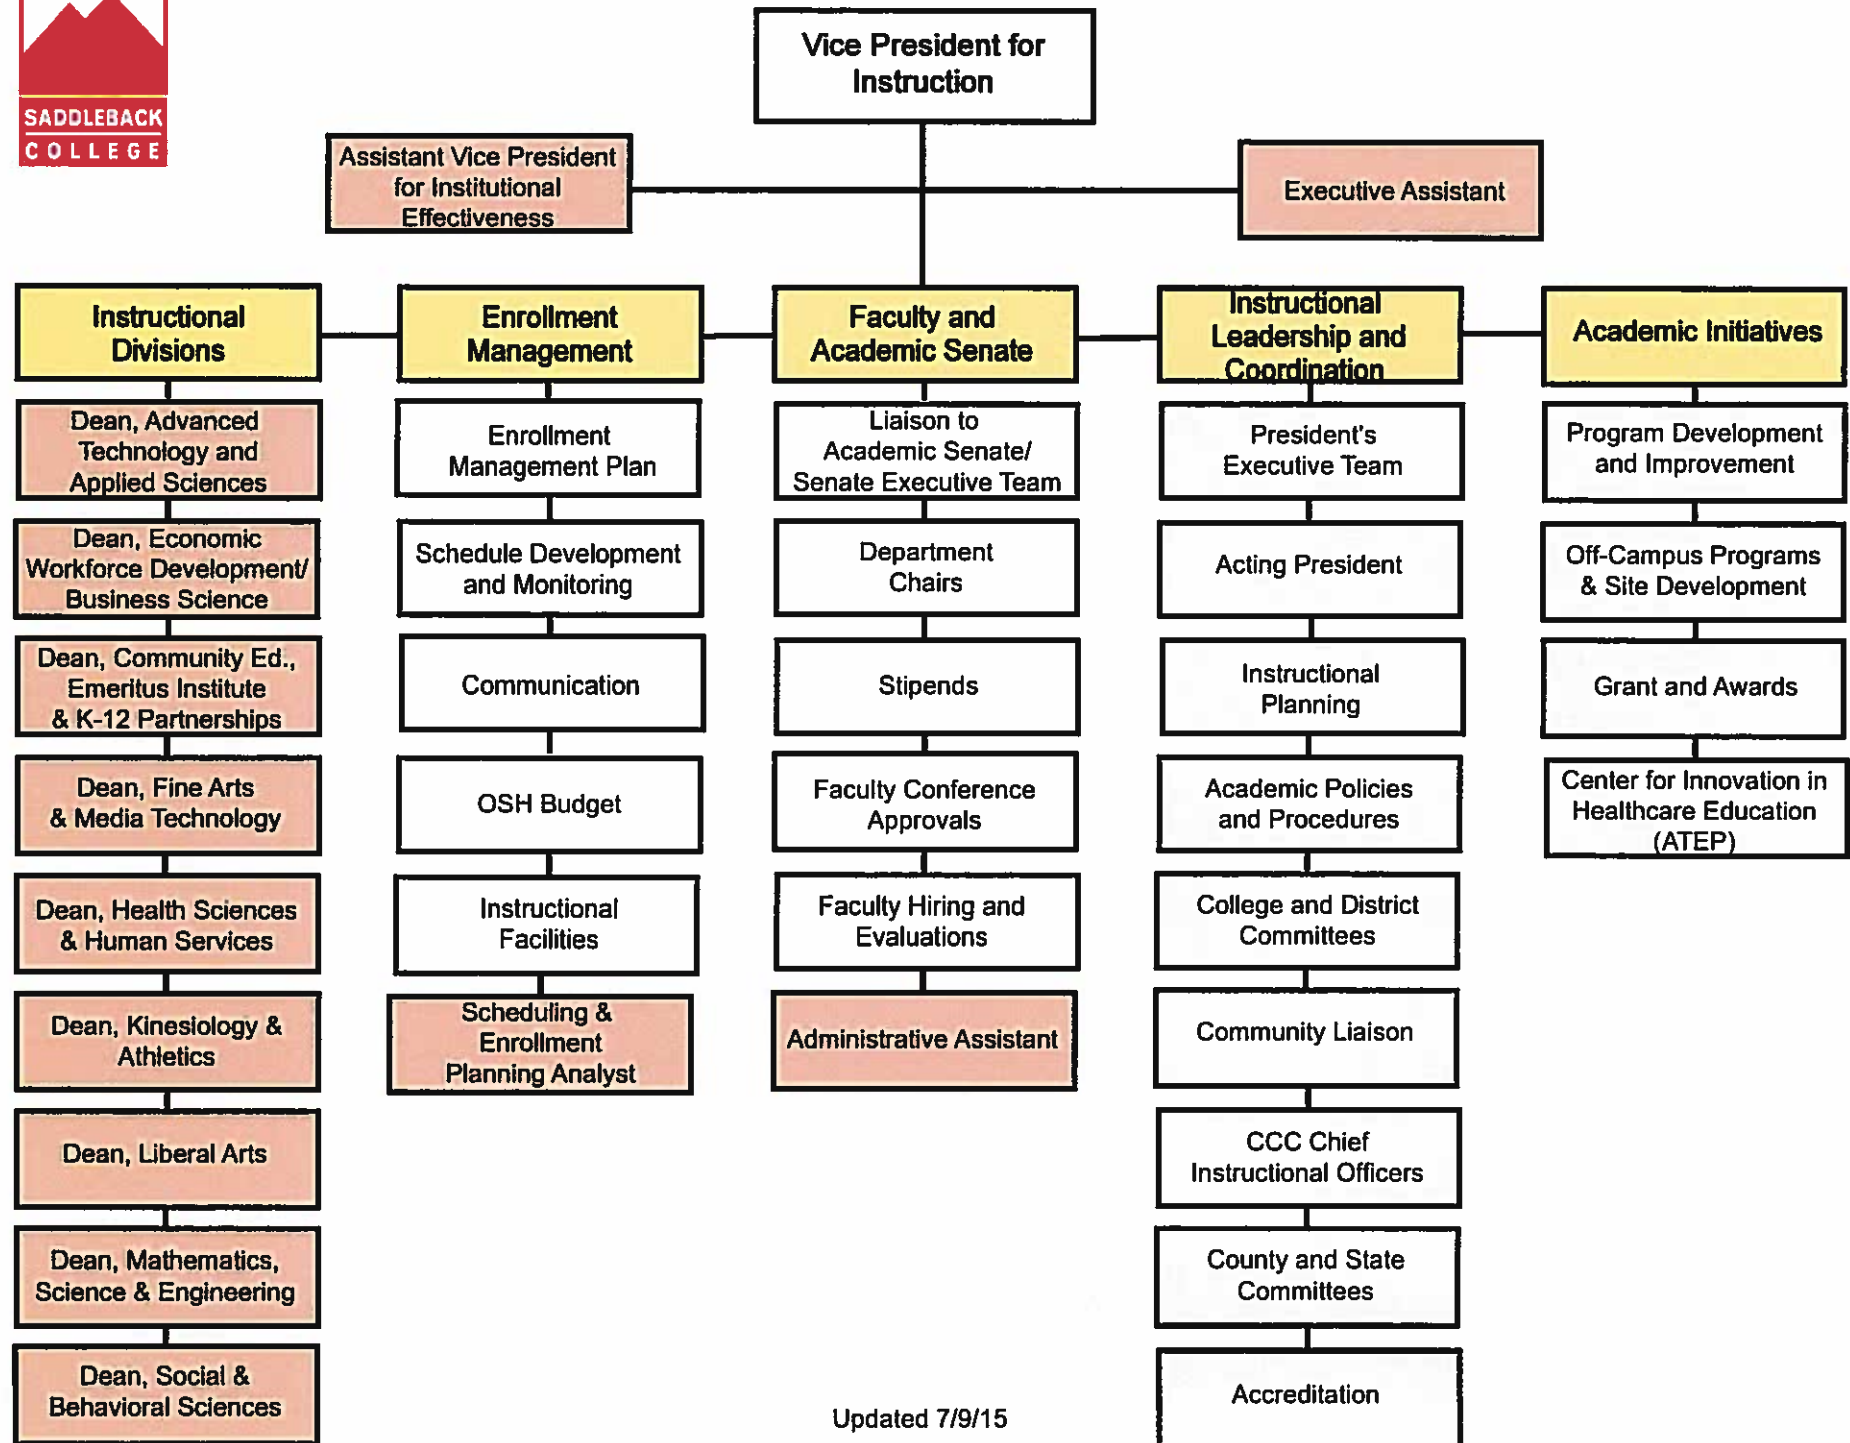 SADDLEBACK
COLLEGE
Vice President for
Instruction
Assistant Vice President
for Institutional
Effectiveness
Executive Assistant
Instructional
Divisions
Dean, Advanced
Technology and
Applied Sciences
Dean, Economic
Workforce Development/
Business Science
Dean, Community Ed.,
Emeritus Institute
& K-12 Partnerships
Dean, Fine Arts
& Media Technology
Dean, Health Sciences
& Human Services
Dean, Kinesiology &
Athletics
Dean, Liberal Arts
Dean, Mathematics,
Science & Engineering
Dean, Social &
Behavioral Sciences
Enrollment
Management
Enrollment
Management Plan
Schedule Development
and Monitoring
Communication
OSH Budget
Instructional
Facilities
Scheduling &
Enrollment
Planning Analyst
Faculty and
Academic Senate
Liaison to
Academic Senate/
Senate Executive Team
Department
Chairs
Stipends
Faculty Conference
Approvals
Faculty Hiring and
Evaluations
Administrative Assistant
Instructional
Leadership and
Coordination
President's
Executive Team
Acting President
Instructional
Planning
Academic Policies
and Procedures
College and District
Committees
Community Liaison
CCC Chief
Instructional Officers
County and State
Committees
Accreditation
Academic Initiatives
Program Development
and Improvement
Off-Campus Programs
& Site Development
Grant and Awards
Center for Innovation in
Healthcare Education
(ATEP)
Updated 7/9/15